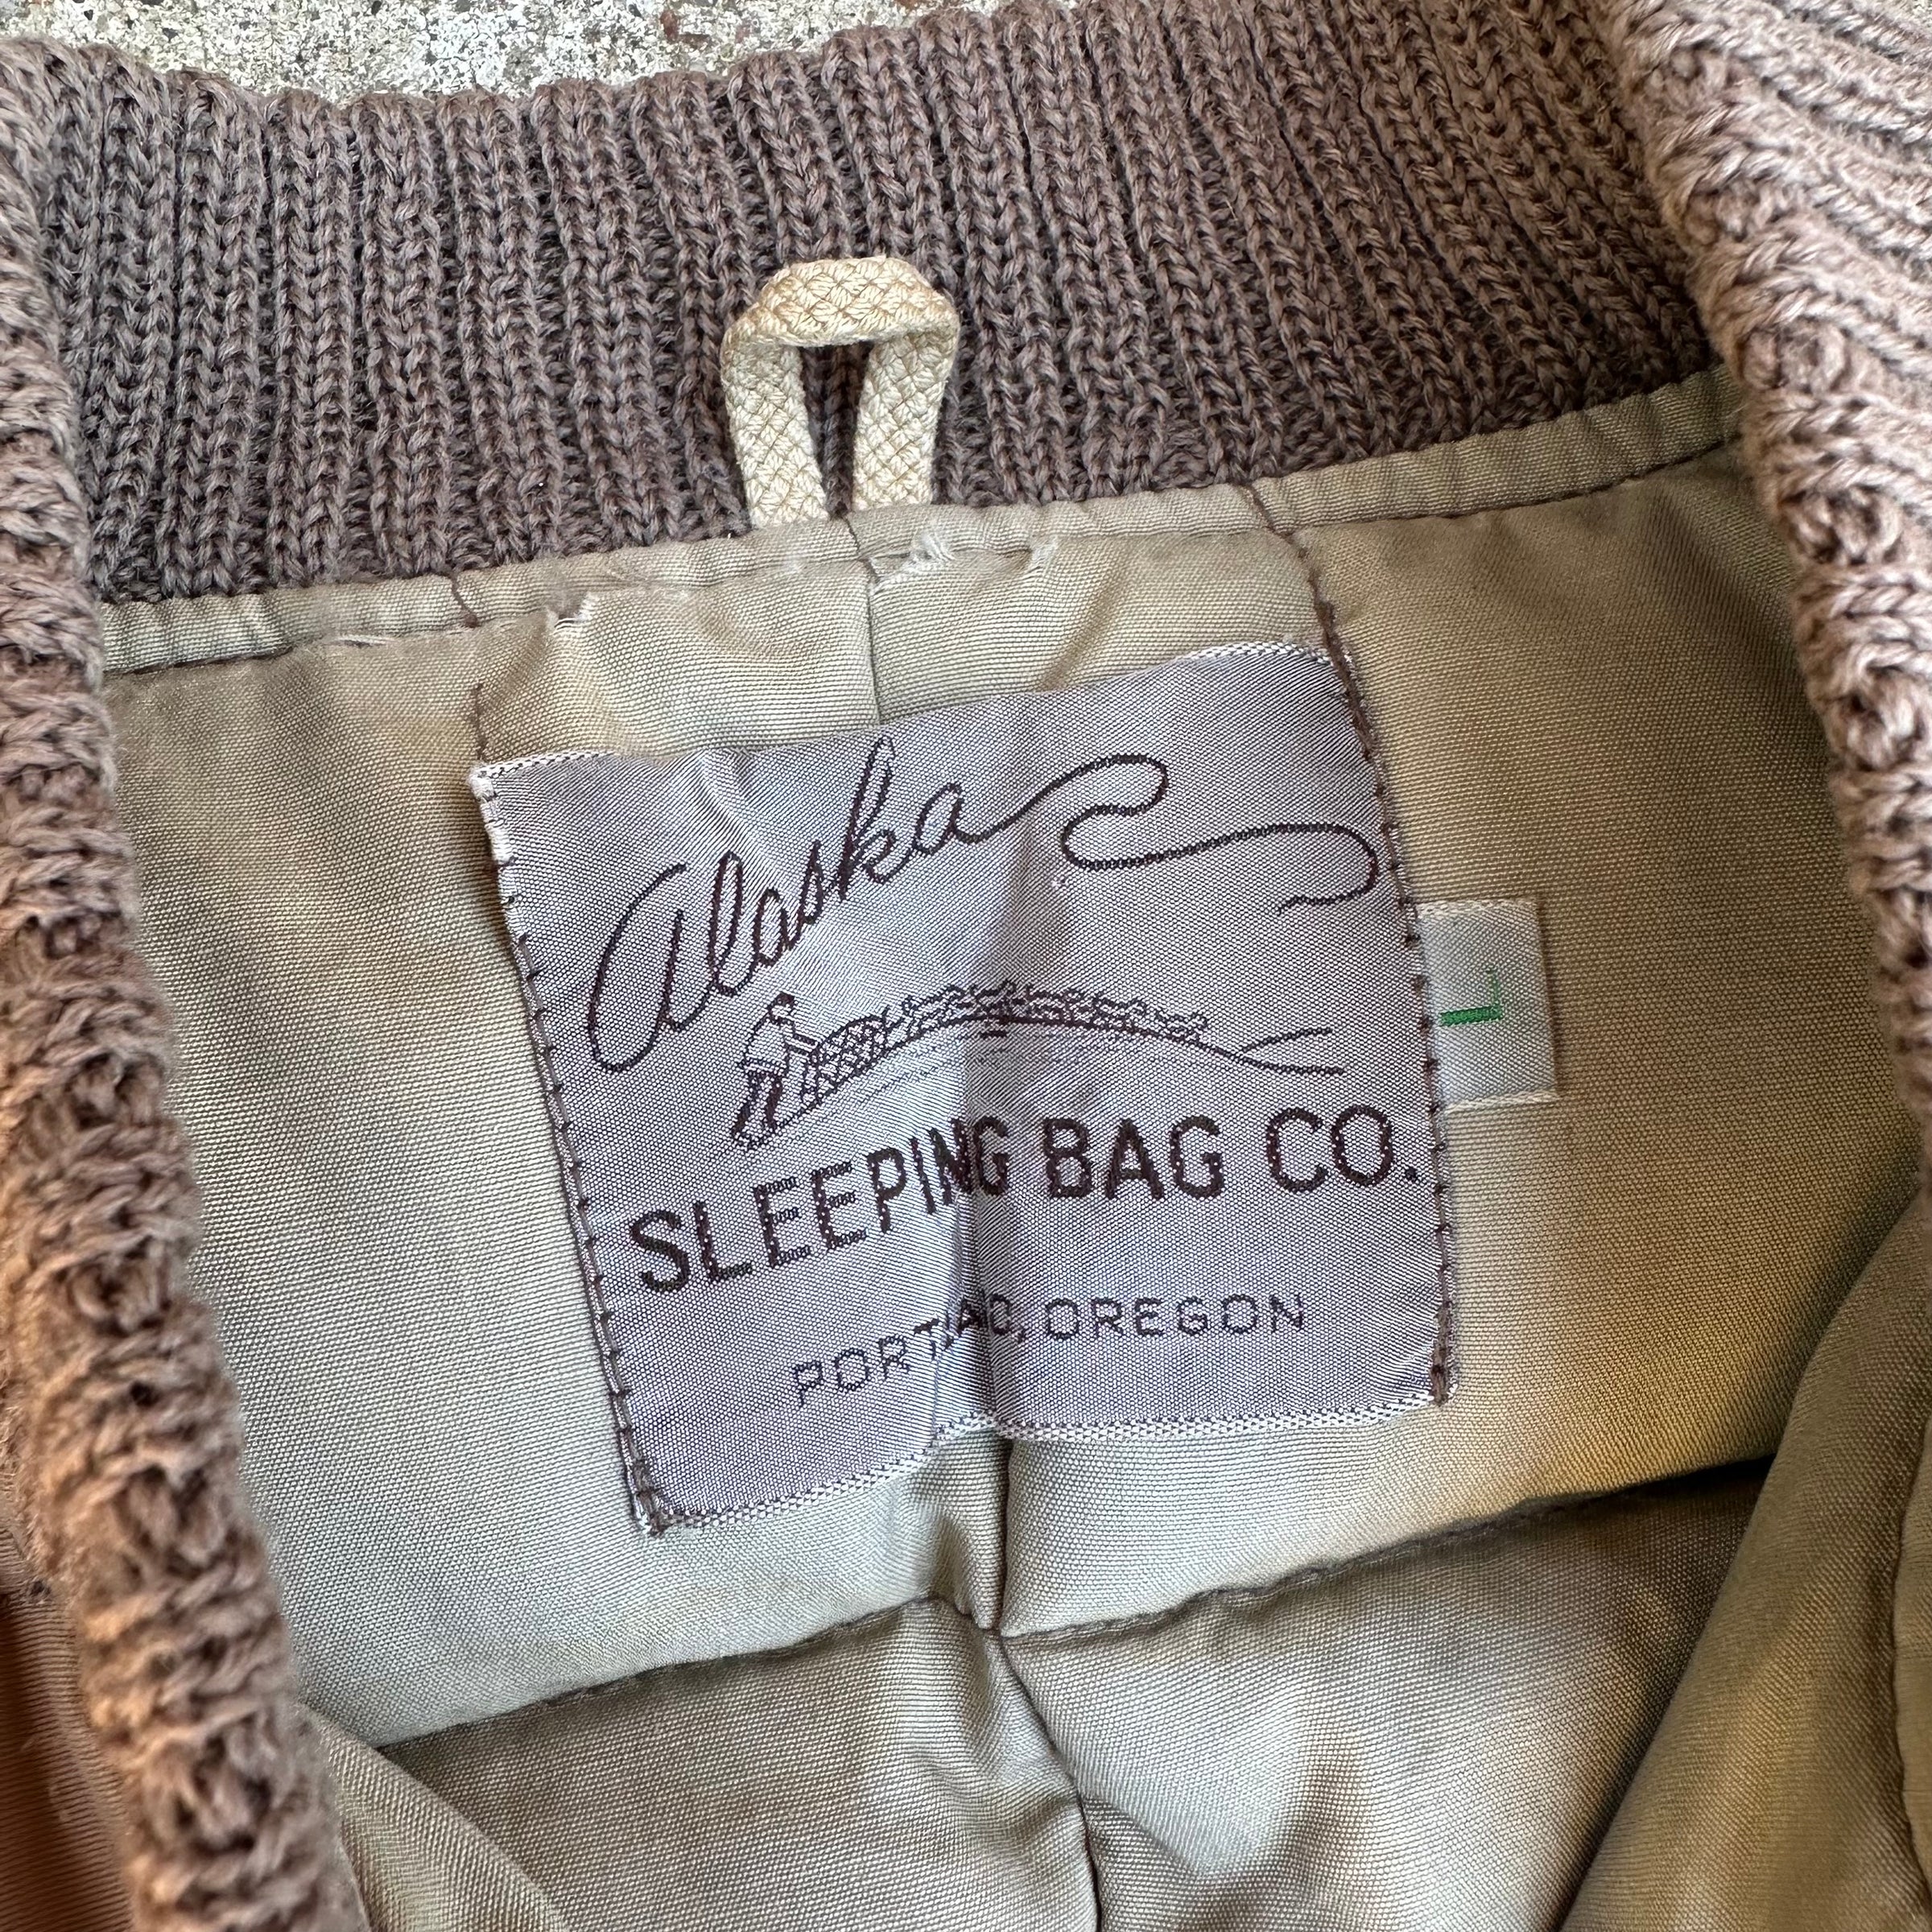 Alaska
SLEEPING BAG CO.
PORTLAND, OREGON
L